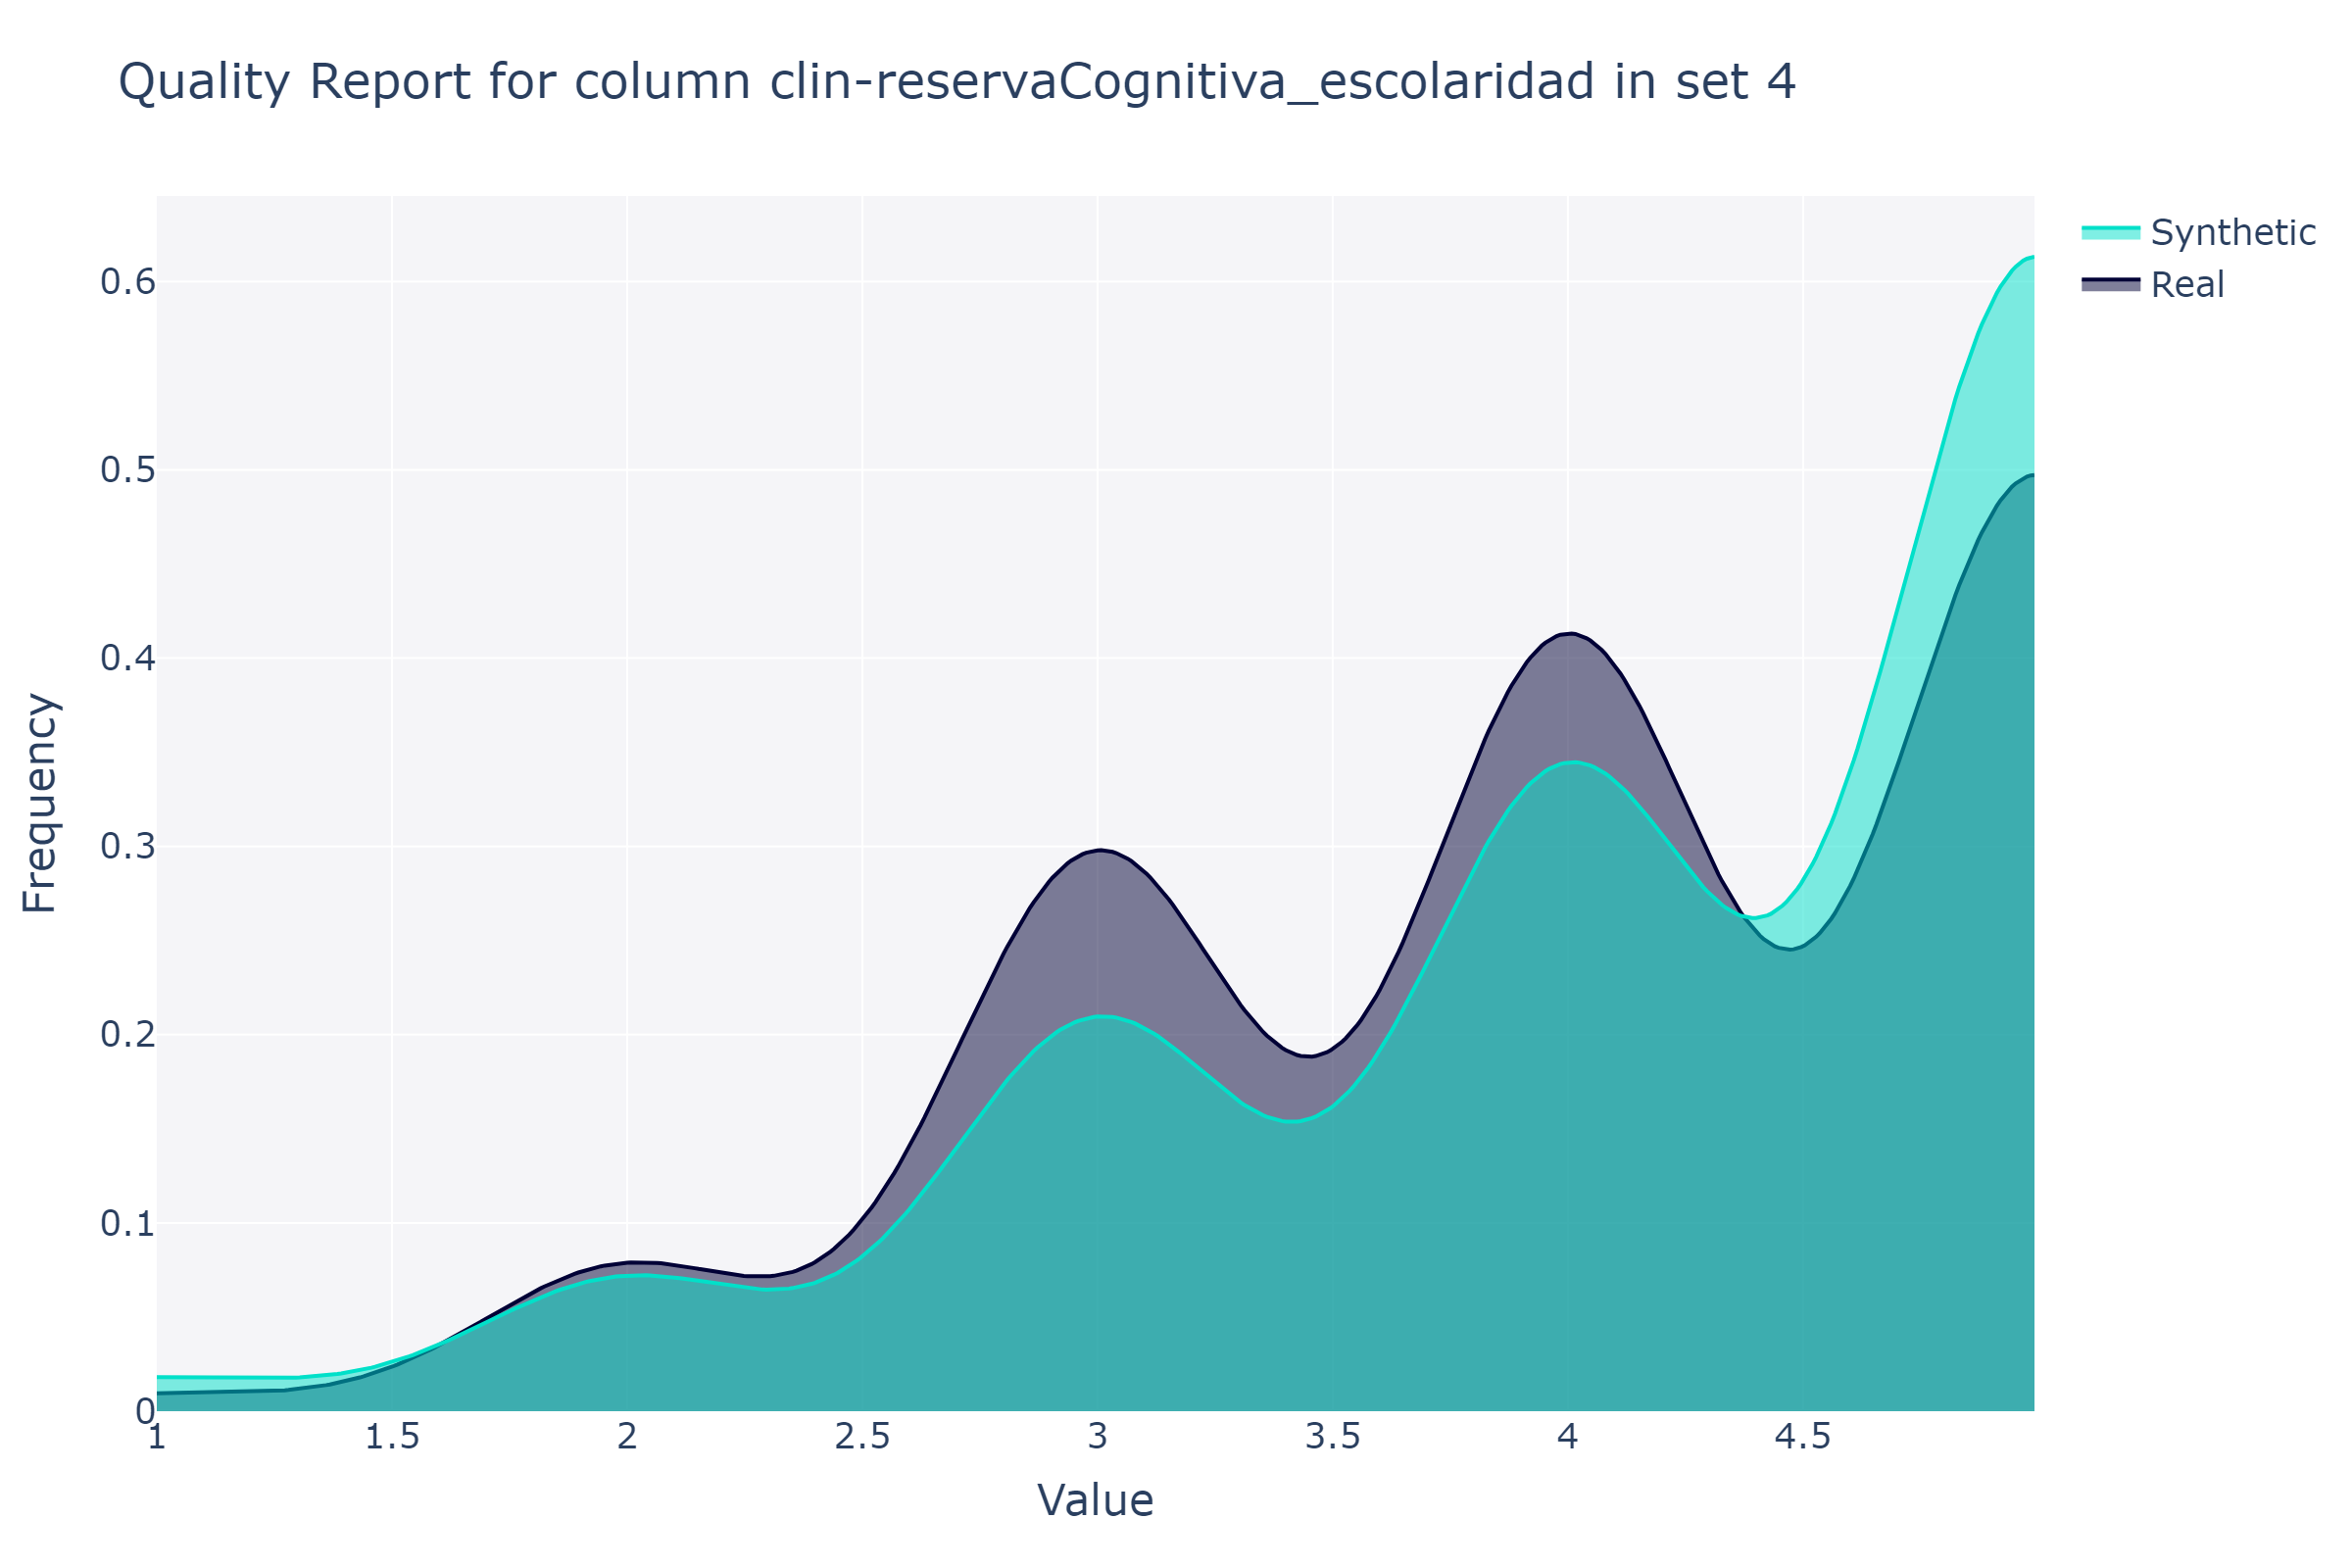 Quality Report for column clin-reservaCognitiva_escolaridad in set 4
Synthetic
Real
0.6
0.5
0.4
0.3
0.2
0.1
0
Frequency
1 1.5 2 2.5 3 3.5 4 4.5
Value